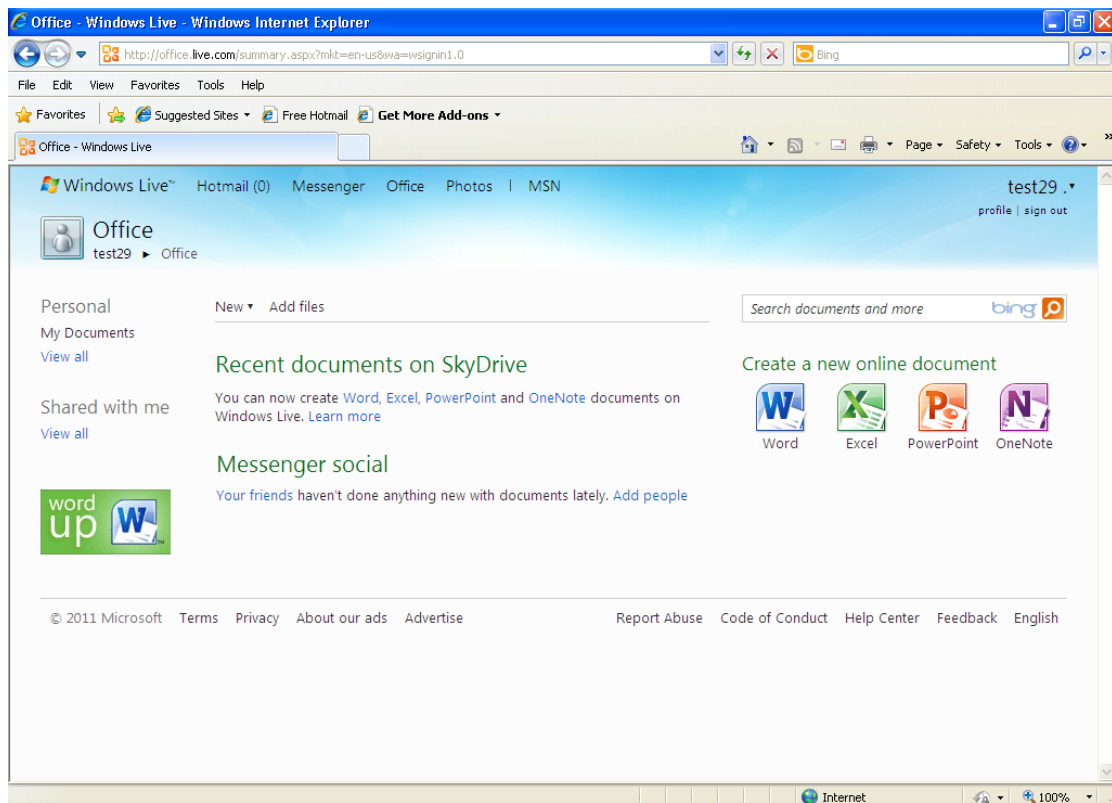 Office - Windows Live - Windows Internet Explorer
http://office.live.com/summary.aspx?mkt=en-us&wa=wsignin1.0
Bing
File Edit View Favorites Tools Help
Favorites Suggested Sites Free Hotmail Get More Add-ons
Office - Windows Live
Page Safety Tools
Windows Live™ Hotmail (0) Messenger Office Photos | MSN
test29 .
profile | sign out
Office
test29 ► Office
Personal
My Documents
View all
Shared with me
View all
word
up
New Add files
Recent documents on SkyDrive
You can now create Word, Excel, PowerPoint and OneNote documents on
Windows Live. Learn more
Messenger social
Your friends haven't done anything new with documents lately. Add people
Search documents and more bing
Create a new online document
Word Excel PowerPoint OneNote
© 2011 Microsoft Terms Privacy About our ads Advertise Report Abuse Code of Conduct Help Center Feedback English
Internet 100%